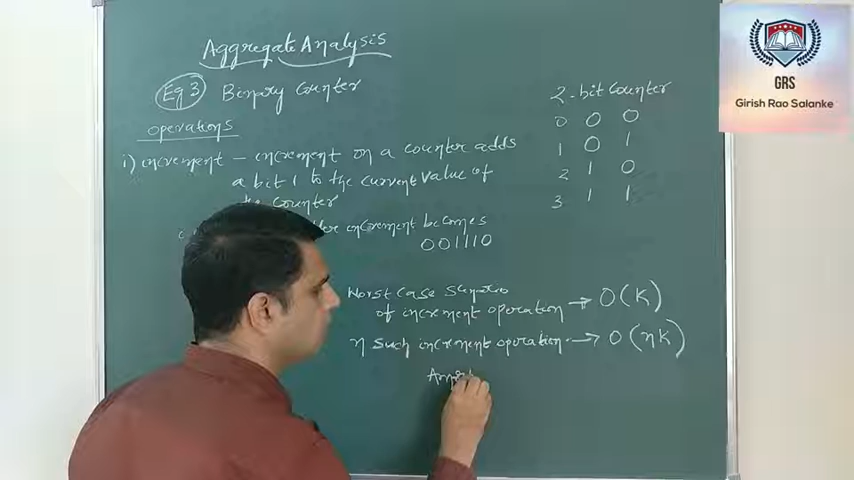 Aggregate Analysis
Eg 3 Binary Counter
2-bit Counter
0 0 0
1 0 1
2 1 0
3 1 1
operations
i) increment – increment on a counter adds
a bit 1 to the current value of
counter
increment becomes
001110
Worst Case
of increment operation → O(K)
n such increment operation → O(nK)
GRS
Girish Rao Salanke